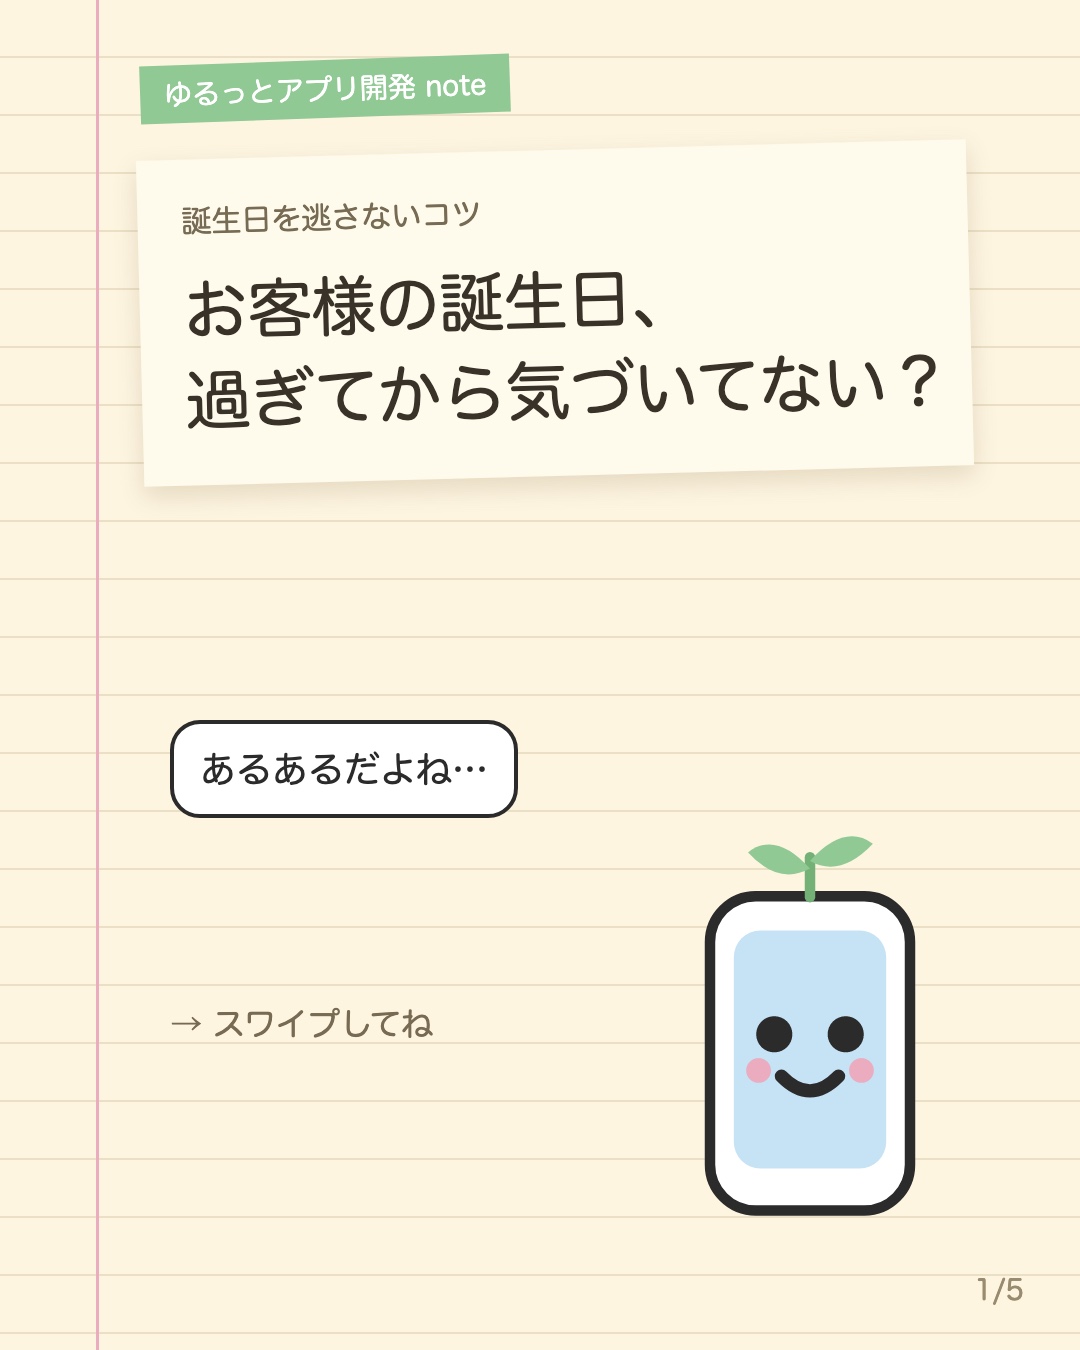 ゆるっとアプリ開発 note
誕生日を逃さないコツ
お客様の誕生日、
過ぎてから気づいてない？
あるあるだよね…
→ スワイプしてね
1/5